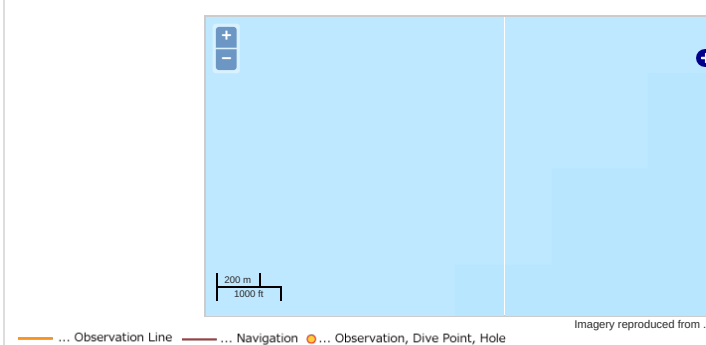 +
−
200 m
1000 ft
Imagery reproduced from .
... Observation Line ... Navigation ... Observation, Dive Point, Hole